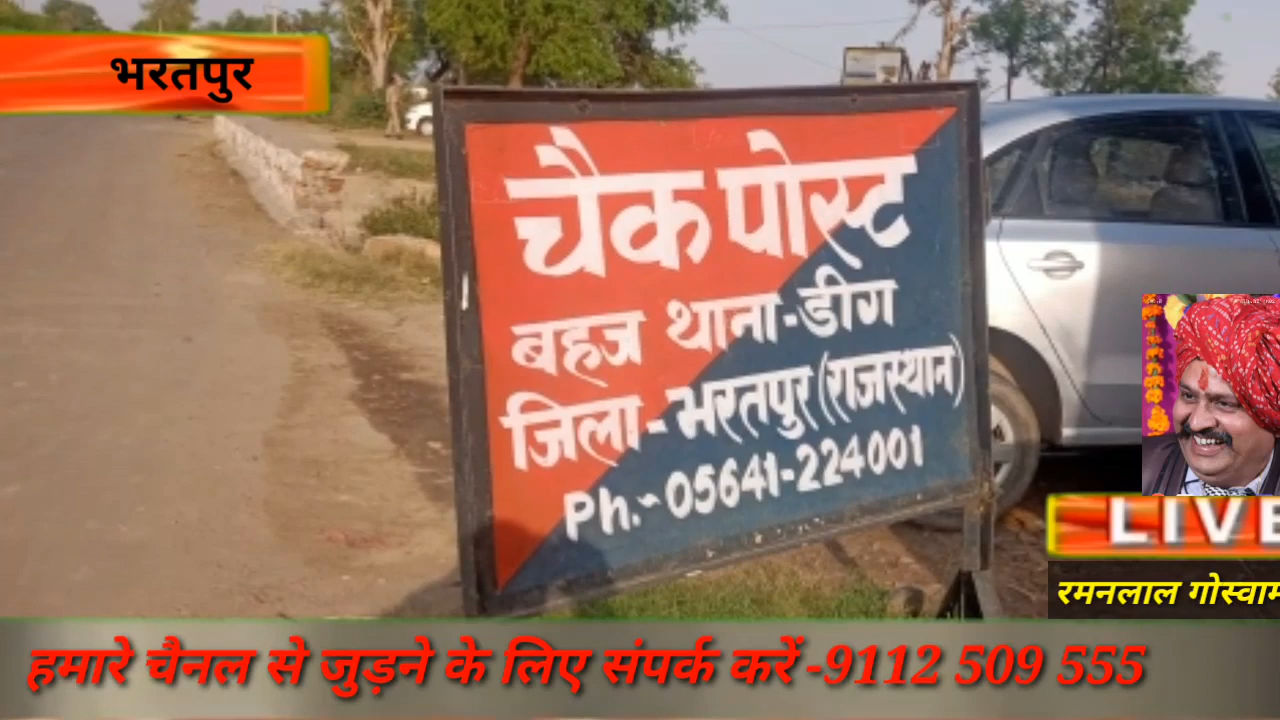 भरतपुर
चैक पोस्ट
बहज थाना-डीग
जिला-भरतपुर (राजस्थान)
Ph.-05641-224001
LIVE
रमनलाल गोस्वाम
हमारे चैनल से जुड़ने के लिए संपर्क करें -9112 509 555